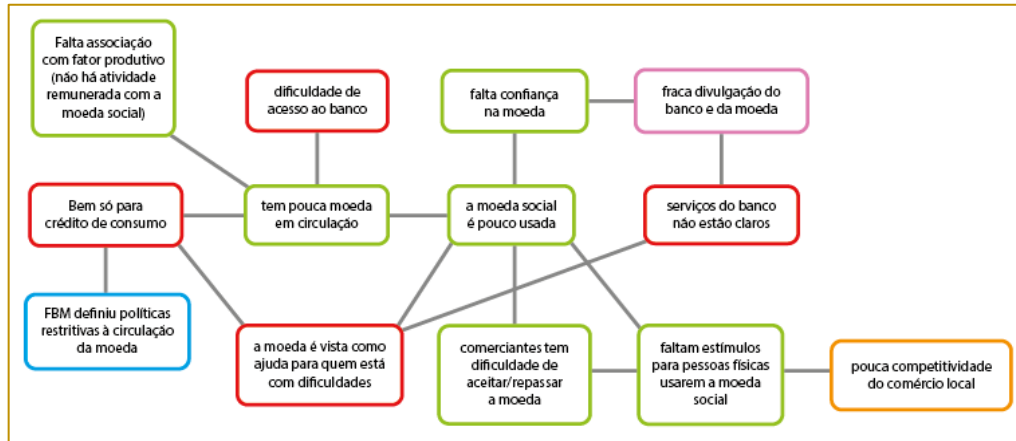 Falta associação
com fator produtivo
(não há atividade
remunerada com a
moeda social)
dificuldade de
acesso ao banco
falta confiança
na moeda
fraca divulgação do
banco e da moeda
Bem só para
crédito de consumo
tem pouca moeda
em circulação
a moeda social
é pouco usada
serviços do banco
não estão claros
FBM definiu políticas
restritivas à circulação
da moeda
a moeda é vista como
ajuda para quem está
com dificuldades
comerciantes tem
dificuldade de
aceitar/repassar
a moeda
faltam estímulos
para pessoas físicas
usarem a moeda
social
pouca competitividade
do comércio local